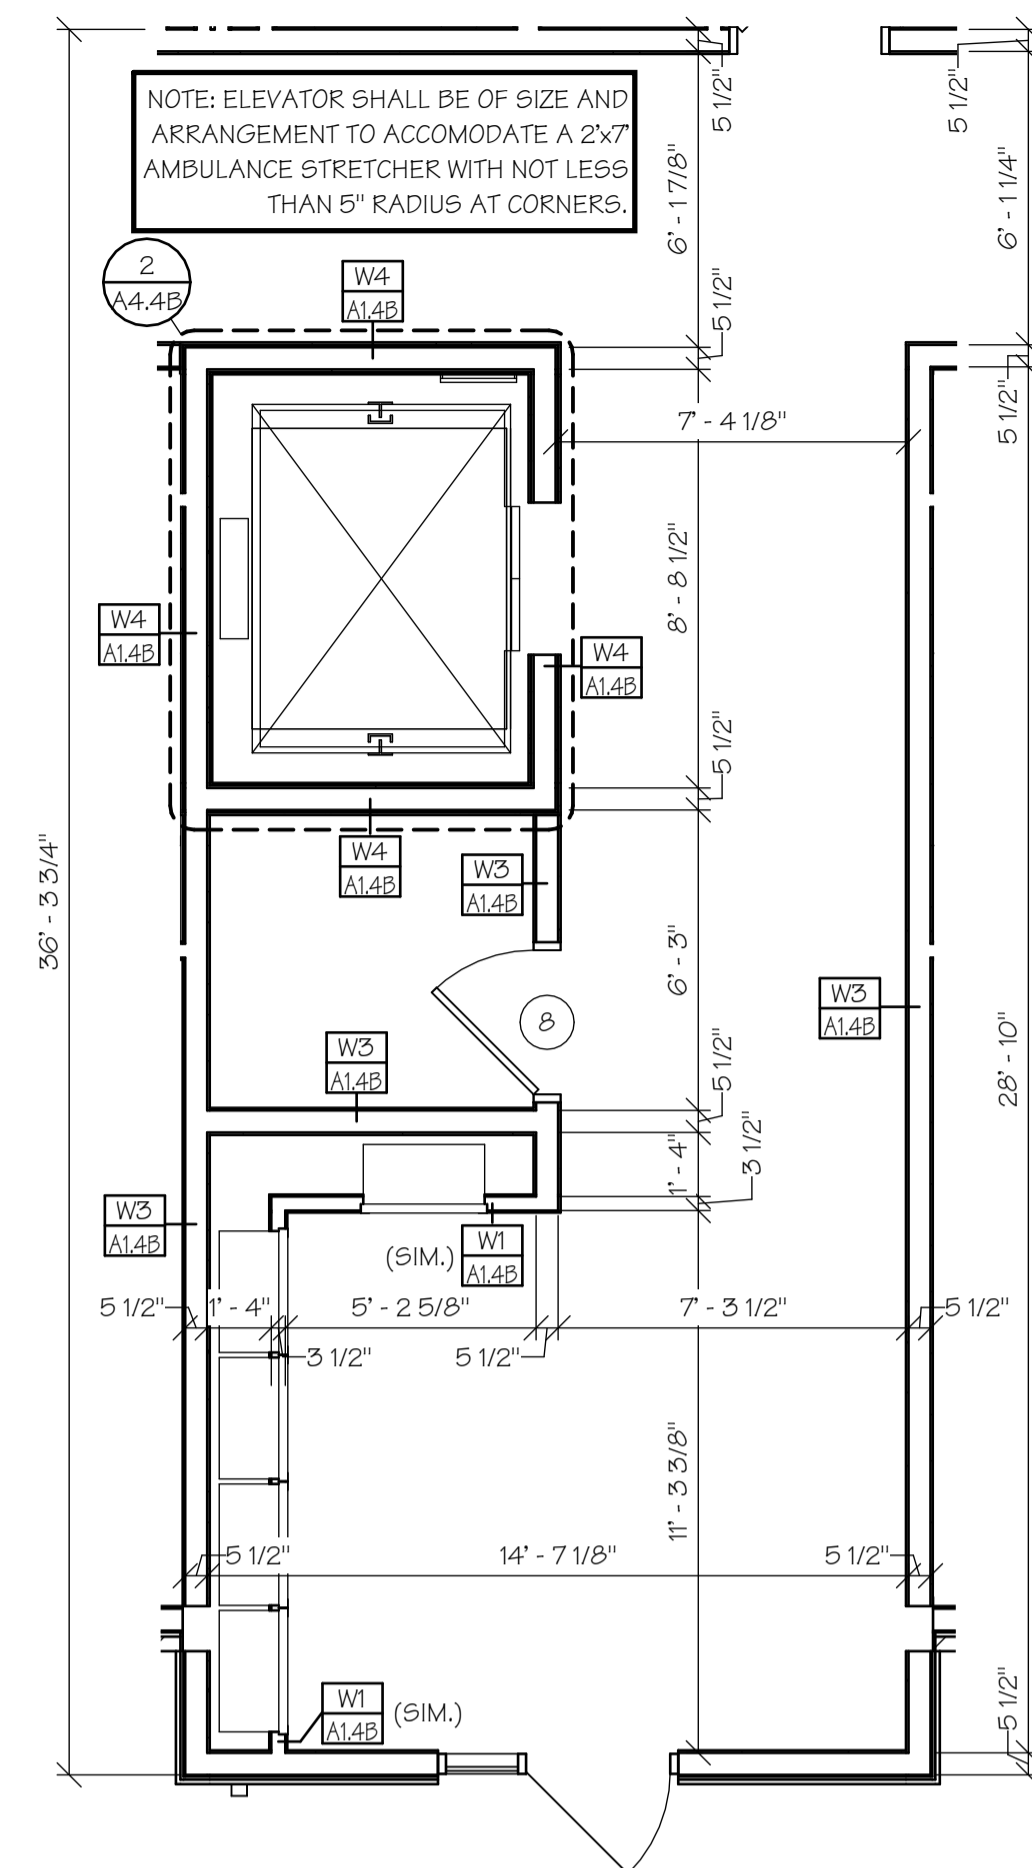 5 1/2"
5 1/2"
NOTE: ELEVATOR SHALL BE OF SIZE AND
ARRANGEMENT TO ACCOMODATE A 2'x7'
AMBULANCE STRETCHER WITH NOT LESS
THAN 5" RADIUS AT CORNERS.
6' - 1 7/8"
6' - 1 1/4"
2
A4.4B
W4
A1.4B
5 1/2"
5 1/2"
7' - 4 1/8"
8' - 8 1/2"
W4
A1.4B
W4
A1.4B
5 1/2"
W4
A1.4B
W3
A1.4B
36' - 3 3/4"
6' - 3"
8
W3
A1.4B
28' - 10"
W3
A1.4B
5 1/2"
1' - 4"
3 1/2"
W3
A1.4B
(SIM.)
W1
A1.4B
5 1/2"
1' - 4"
5' - 2 5/8"
7' - 3 1/2"
5 1/2"
3 1/2"
5 1/2"
11' - 3 3/8"
5 1/2"
14' - 7 1/8"
5 1/2"
W1
A1.4B
(SIM.)
5 1/2"